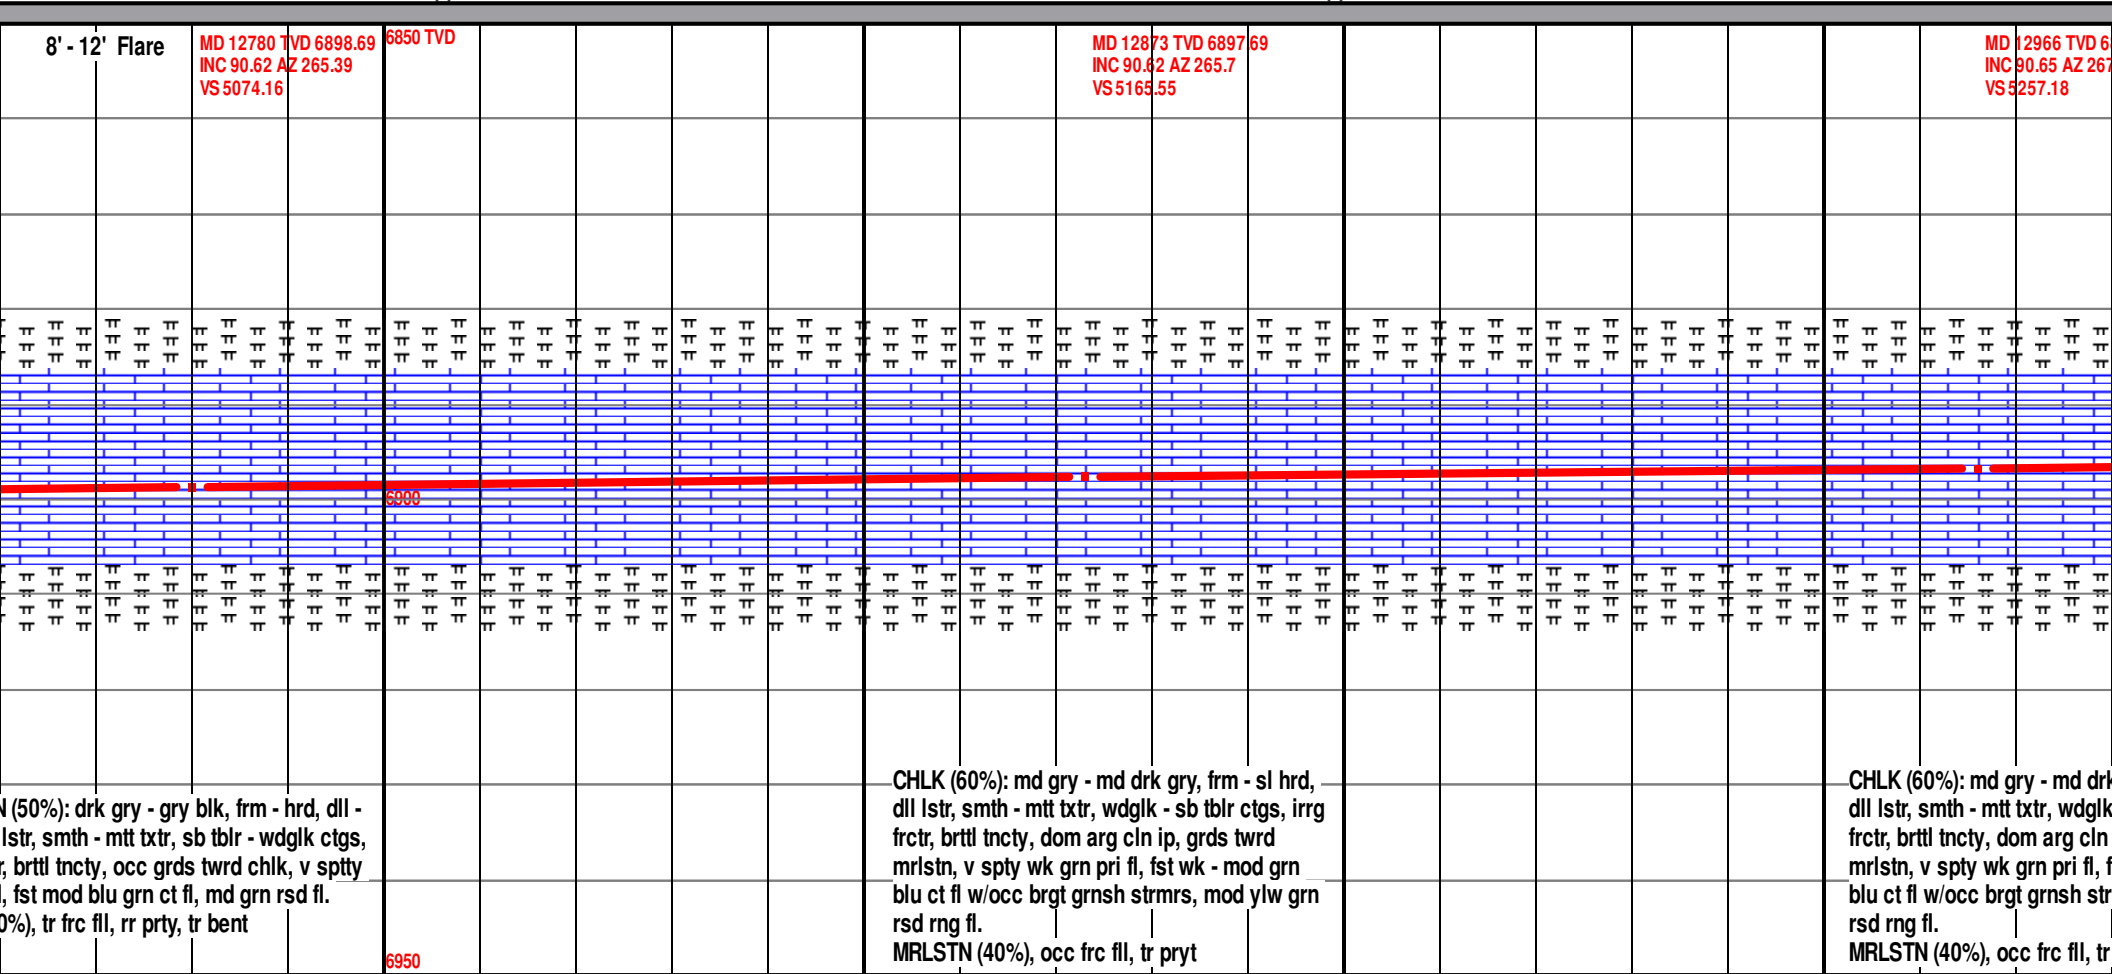 8' - 12' Flare
MD 12780 TVD 6898.69
INC 90.62 AZ 265.39
VS 5074.16
6850 TVD
MD 12873 TVD 6897.69
INC 90.62 AZ 265.7
VS 5165.55
MD 12966 TVD 6
INC 90.65 AZ 267
VS 5257.18
6900
N (50%): drk gry - gry blk, frm - hrd, dll -
lstr, smth - mtt txtr, sb tblr - wdglk ctgs,
brttl tncty, occ grds twrd chlk, v sptty
fst mod blu grn ct fl, md grn rsd fl.
0%), tr frc fll, rr prty, tr bent
CHLK (60%): md gry - md drk gry, frm - sl hrd,
dll lstr, smth - mtt txtr, wdglk - sb tblr ctgs, irrg
frctr, brttl tncty, dom arg cln ip, grds twrd
mrlstn, v spty wk grn pri fl, fst wk - mod grn
blu ct fl w/occ brgt grnsh strmrs, mod ylw grn
rsd rng fl.
MRLSTN (40%), occ frc fll, tr pryt
CHLK (60%): md gry - md drk
dll lstr, smth - mtt txtr, wdglk
frctr, brttl tncty, dom arg cln
mrlstn, v spty wk grn pri fl, f
blu ct fl w/occ brgt grnsh str
rsd rng fl.
MRLSTN (40%), occ frc fll, tr
6950